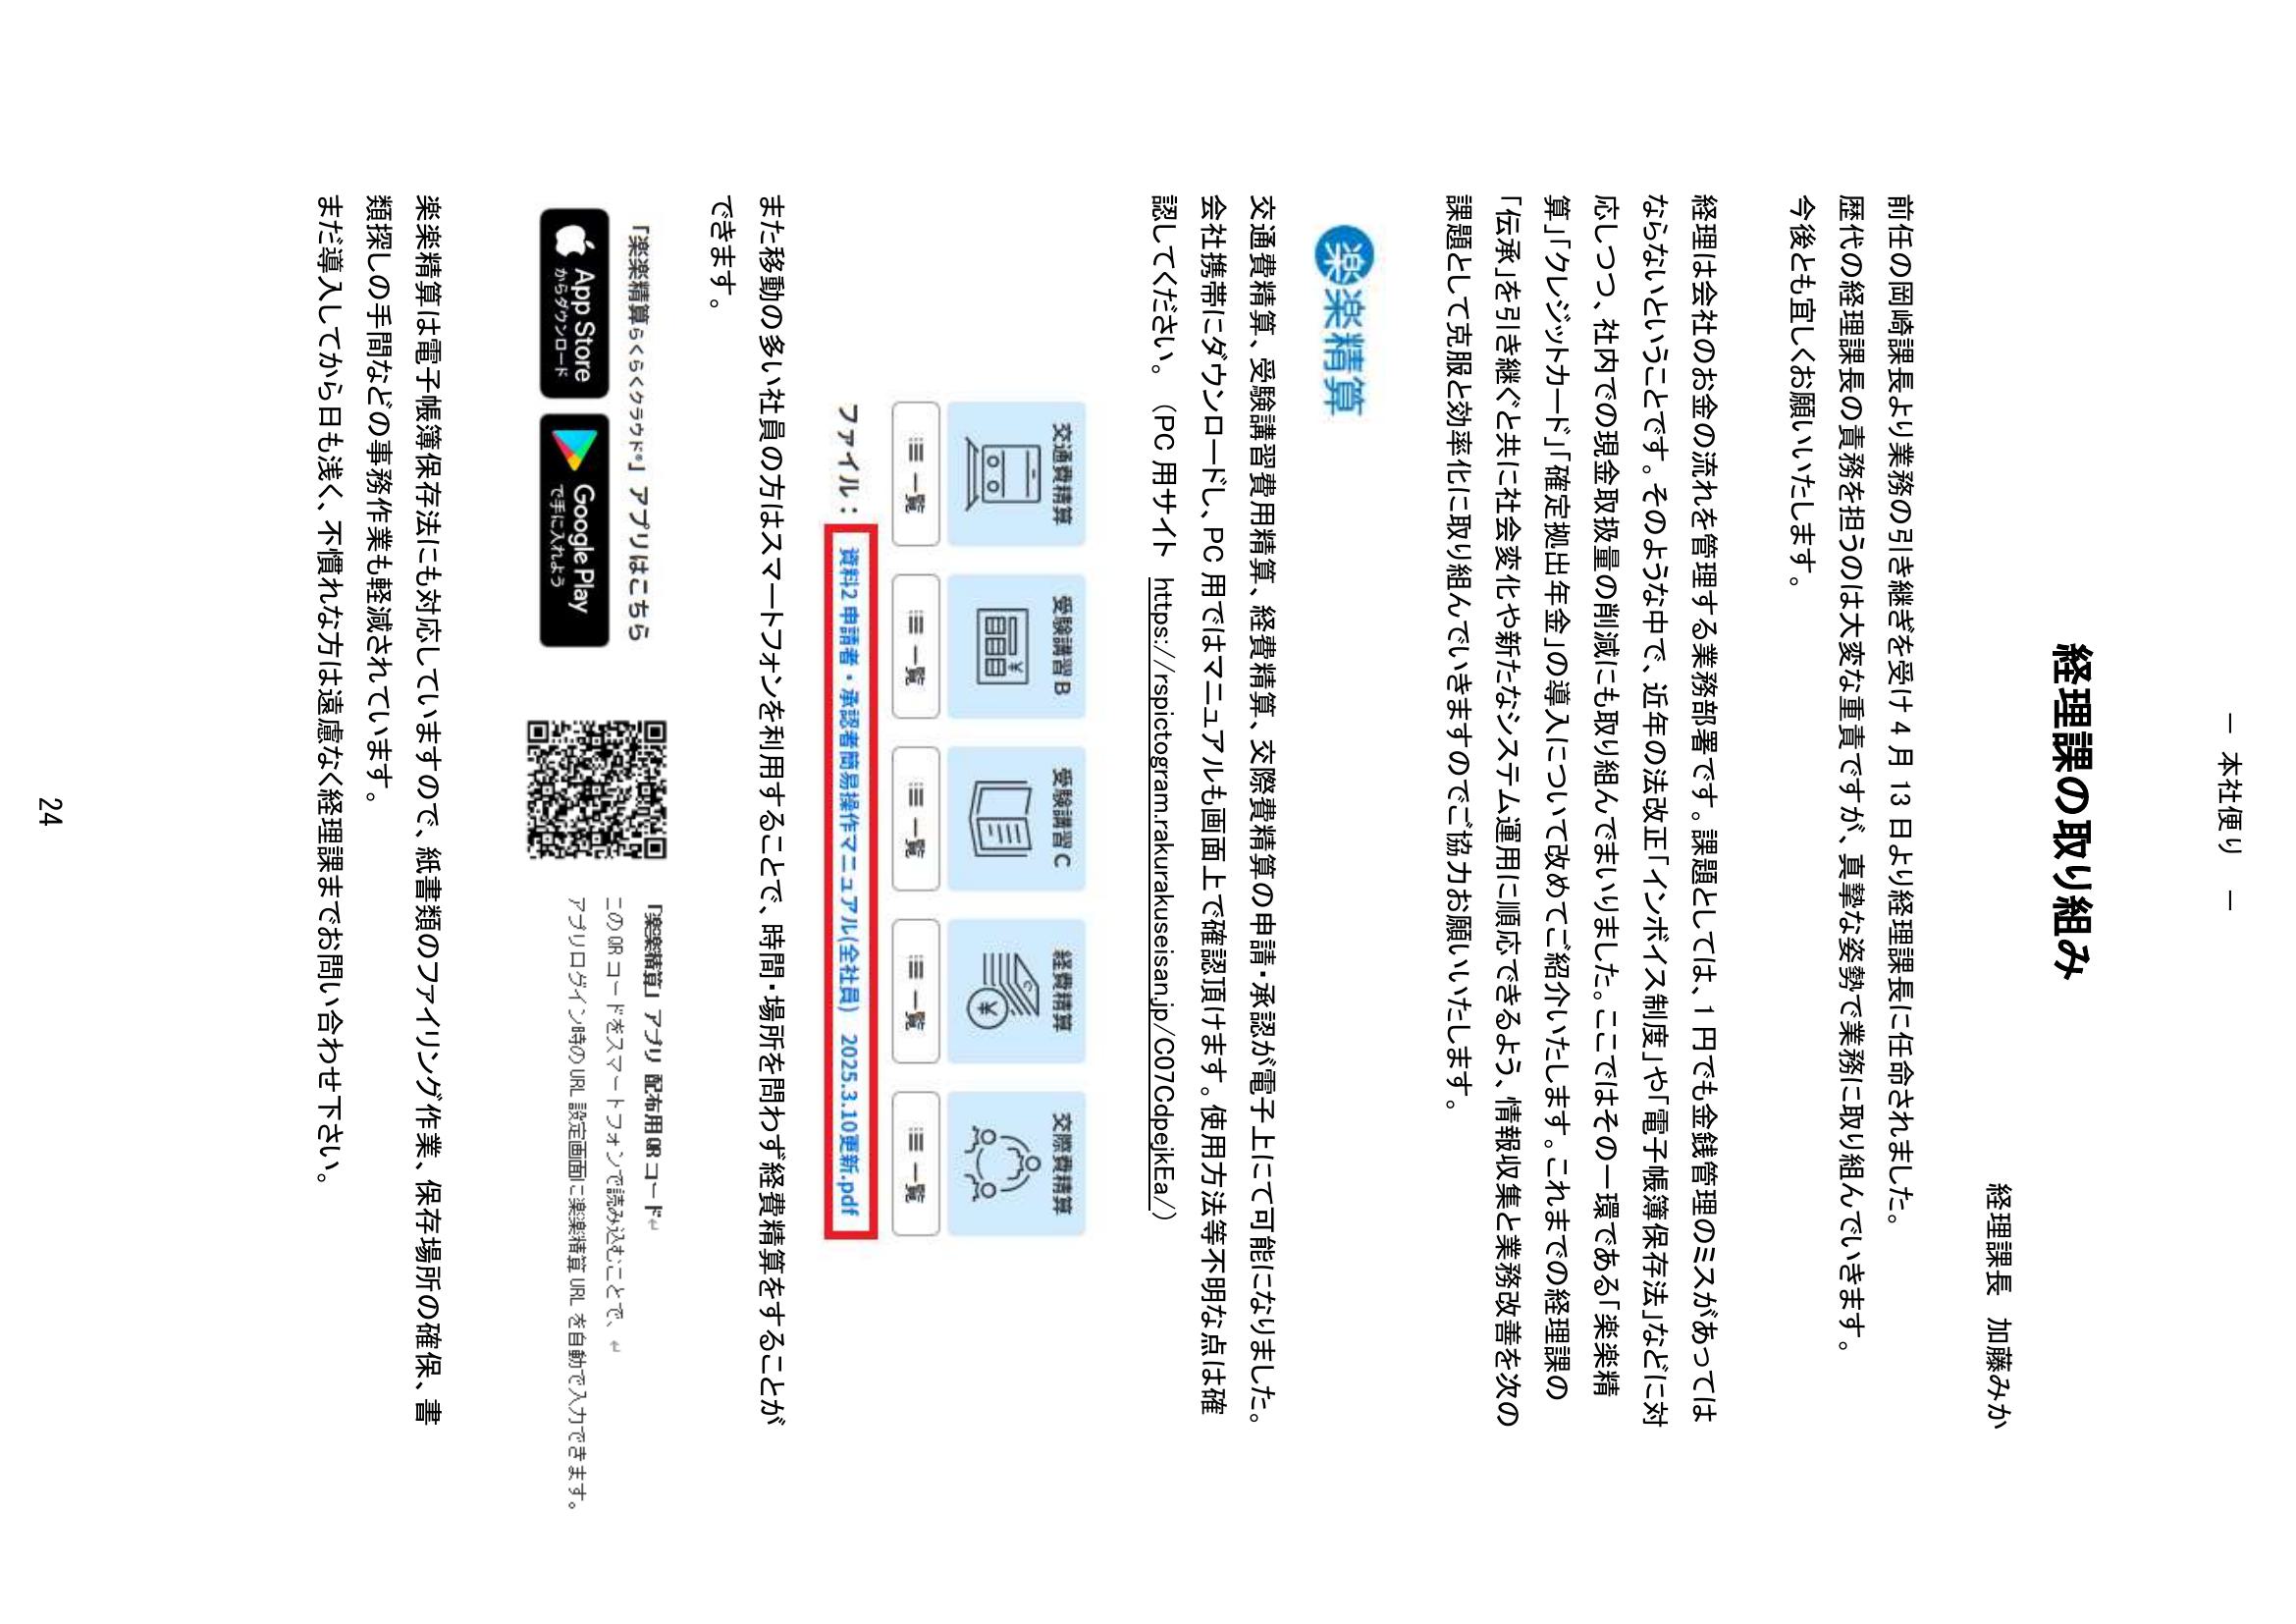 － 本社便り －
経理課の取り組み
経理課長 加藤みか
前任の岡崎課長より業務の引き継ぎを受け 4 月 13 日より経理課長に任命されました。
歴代の経理課長の責務を担うのは大変な重責ですが、真摯な姿勢で業務に取り組んでいきます。
今後とも宜しくお願いいたします。
経理は会社のお金の流れを管理する業務部署です。課題としては、1 円でも金銭管理のミスがあっては
ならないということです。そのような中で、近年の法改正「インボイス制度」や「電子帳簿保存法」などに対
応しつつ、社内での現金取扱量の削減にも取り組んでまいりました。ここではその一環である「楽楽精
算」「クレジットカード」「確定拠出年金」の導入について改めてご紹介いたします。これまでの経理課の
「伝承」を引き継ぐと共に社会変化や新たなシステム運用に順応できるよう、情報収集と業務改善を次の
課題として克服と効率化に取り組んでいきますのでご協力お願いいたします。
楽楽精算
交通費精算、受験講習費用精算、経費精算、交際費精算の申請・承認が電子上にて可能になりました。
会社携帯にダウンロードし、PC 用ではマニュアルも画面上で確認頂けます。使用方法等不明な点は確
認してください。（PC 用サイト https://rspictogram.rakurakuseisan.jp/C07CdpejkEa/）
交通費精算 受験講習 B 受験講習 C 経費精算 交際費精算
一覧 一覧 一覧 一覧 一覧
ファイル： 資料2 申請者・承認者簡易操作マニュアル(全社員) 2025.3.10更新.pdf
また移動の多い社員の方はスマートフォンを利用することで、時間・場所を問わず経費精算をすることが
できます。
「楽楽精算らくらくクラウド®」 アプリはこちら
App Store
からダウンロード
Google Play
で手に入れよう
「楽楽精算」 アプリ 配布用 QR コード↵
この QR コードをスマートフォンで読み込むことで、↵
アプリログイン時の URL 設定画面に楽楽精算 URL を自動で入力できます。
楽楽精算は電子帳簿保存法にも対応していますので、紙書類のファイリング作業、保存場所の確保、書
類探しの手間などの事務作業も軽減されています。
まだ導入してから日も浅く、不慣れな方は遠慮なく経理課までお問い合わせ下さい。
24